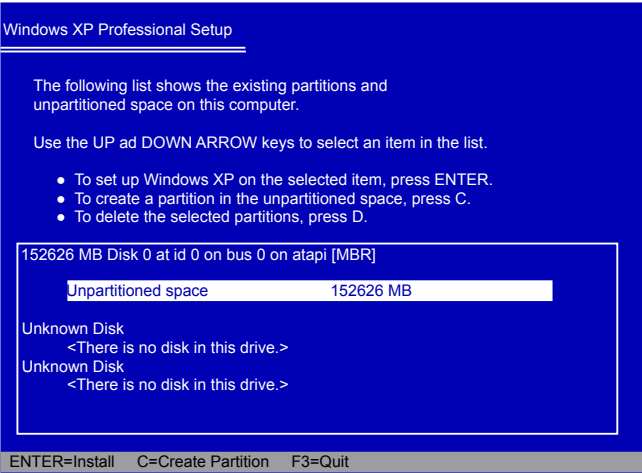 Windows XP Professional Setup
The following list shows the existing partitions and
unpartitioned space on this computer.
Use the UP ad DOWN ARROW keys to select an item in the list.
● To set up Windows XP on the selected item, press ENTER.
● To create a partition in the unpartitioned space, press C.
● To delete the selected partitions, press D.
152626 MB Disk 0 at id 0 on bus 0 on atapi [MBR]
Unpartitioned space 152626 MB
Unknown Disk
<There is no disk in this drive.>
Unknown Disk
<There is no disk in this drive.>
ENTER=Install C=Create Partition F3=Quit